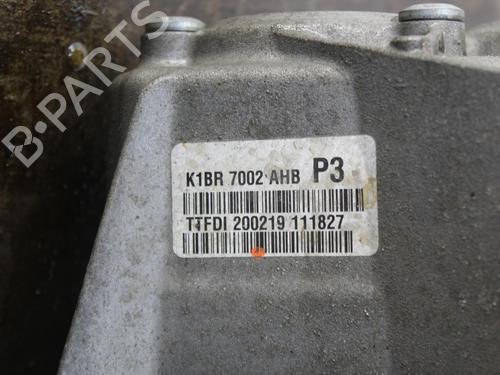 B-PARTS
K1BR 7002 AHB P3
TTFDI 200219 111827